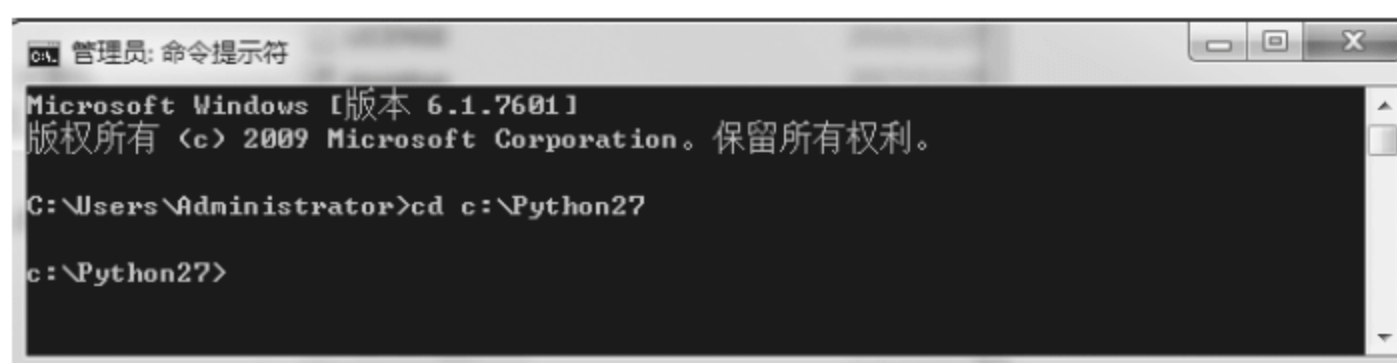 管理员: 命令提示符
Microsoft Windows [版本 6.1.7601]
版权所有 (c) 2009 Microsoft Corporation。保留所有权利。
C:\Users\Administrator>cd c:\Python27
c:\Python27>